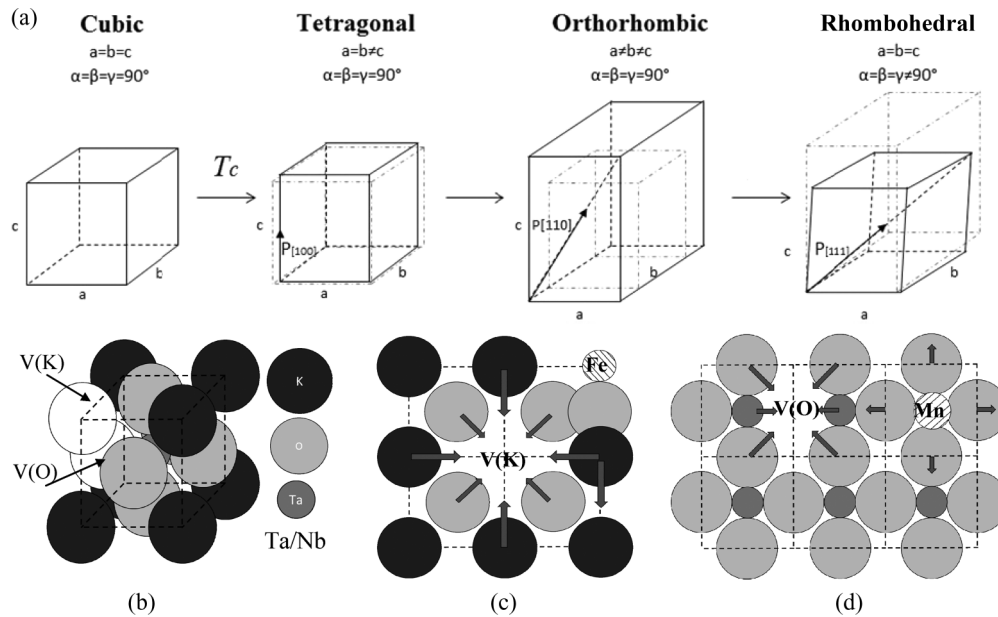 (a)
Cubic
a=b=c
α=β=γ=90°
Tetragonal
a=b≠c
α=β=γ=90°
Orthorhombic
a≠b≠c
α=β=γ=90°
Rhombohedral
a=b=c
α=β=γ≠90°
c
b
a
Tc
P[100]
b
a
c
P[110]
b
a
c
P[111]
b
a
V(K)
V(O)
K
O
Ta
Ta/Nb
(b)
Fe
V(K)
(c)
V(O)
Mn
(d)